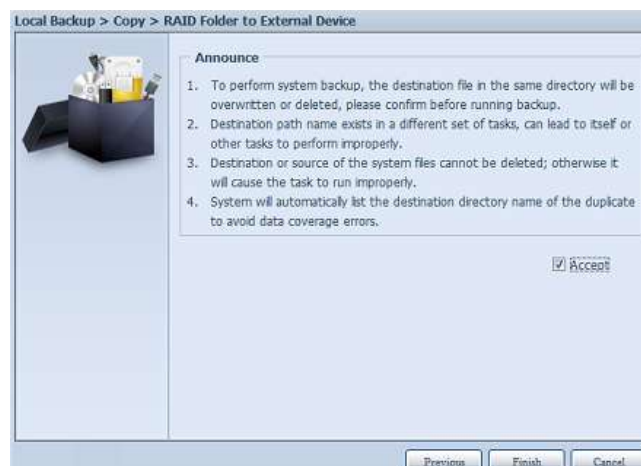 Local Backup > Copy > RAID Folder to External Device
Announce
1. To perform system backup, the destination file in the same directory will be
overwritten or deleted, please confirm before running backup.
2. Destination path name exists in a different set of tasks, can lead to itself or
other tasks to perform improperly.
3. Destination or source of the system files cannot be deleted; otherwise it
will cause the task to run improperly.
4. System will automatically list the destination directory name of the duplicate
to avoid data coverage errors.
Accept
Previous Finish Cancel